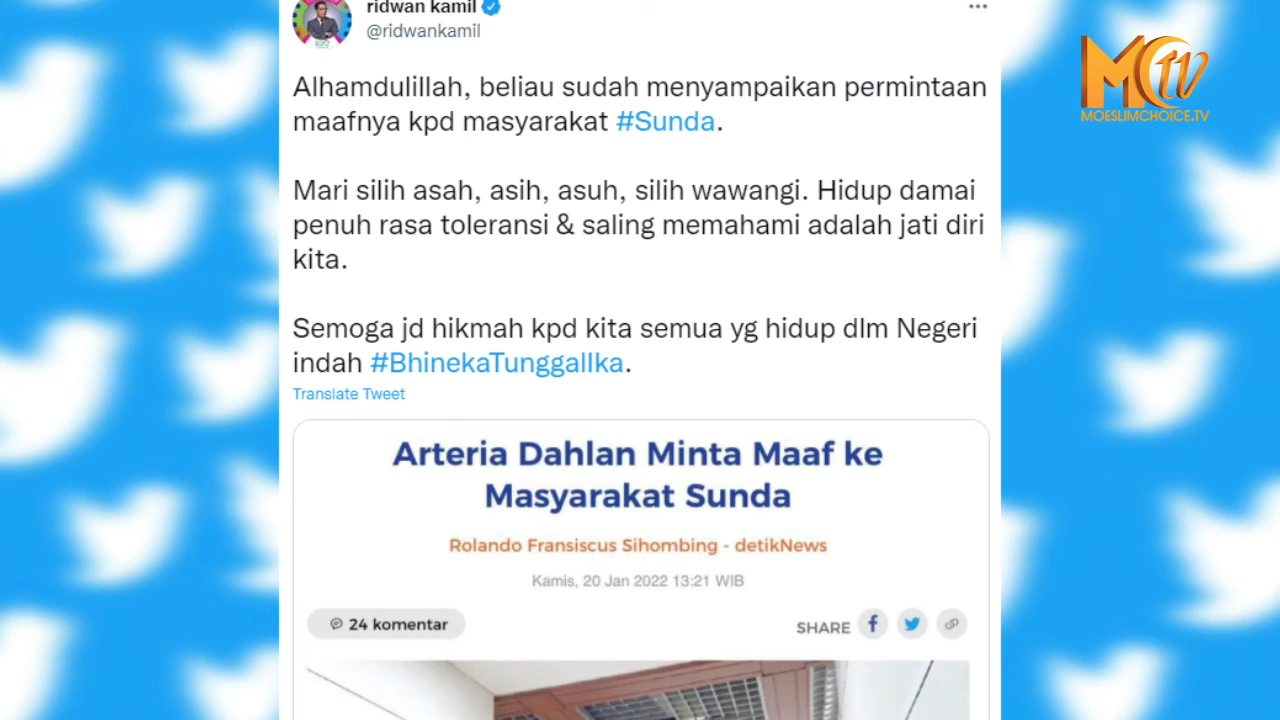 ridwan kamil
@ridwankamil
MCTV
MOESLIMCHOICE.TV
Alhamdulillah, beliau sudah menyampaikan permintaan
maafnya kpd masyarakat #Sunda.
Mari silih asah, asih, asuh, silih wawangi. Hidup damai
penuh rasa toleransi & saling memahami adalah jati diri
kita.
Semoga jd hikmah kpd kita semua yg hidup dlm Negeri
indah #BhinekaTunggalIka.
Translate Tweet
Arteria Dahlan Minta Maaf ke
Masyarakat Sunda
Rolando Fransiscus Sihombing - detikNews
Kamis, 20 Jan 2022 13:21 WIB
24 komentar
SHARE